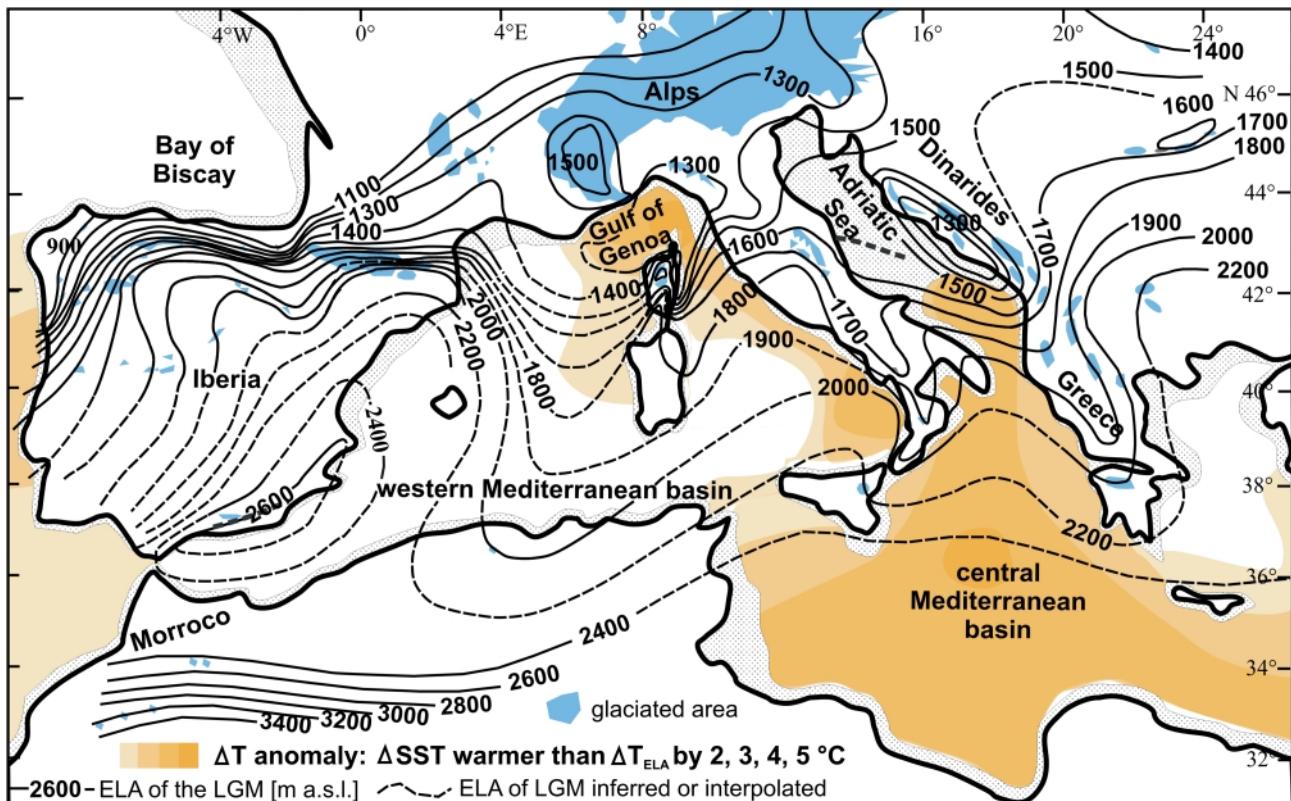 4°W
0°
4°E
8°
16°
20°
24°
1400
1500
N 46°
1600
1700
1800
1300
Alps
Bay of
Biscay
1500
1500
1300
Dinarides
Adriatic
Sea
44°
1100
1300
1400
900
Gulf of
Genoa
1300
1600
1700
1900
2000
2200
42°
1400
1500
1800
1700
2000
2200
1900
1800
Iberia
2000
40°
Greece
2400
2600
western Mediterranean basin
38°
2200
central
Mediterranean
basin
36°
Morroco
2400
2600
2800
3000
3200
3400
34°
glaciated area
ΔT anomaly: ΔSST warmer than ΔT ELA by 2, 3, 4, 5 °C
32°
2600 ELA of the LGM [m a.s.l.]
ELA of LGM inferred or interpolated